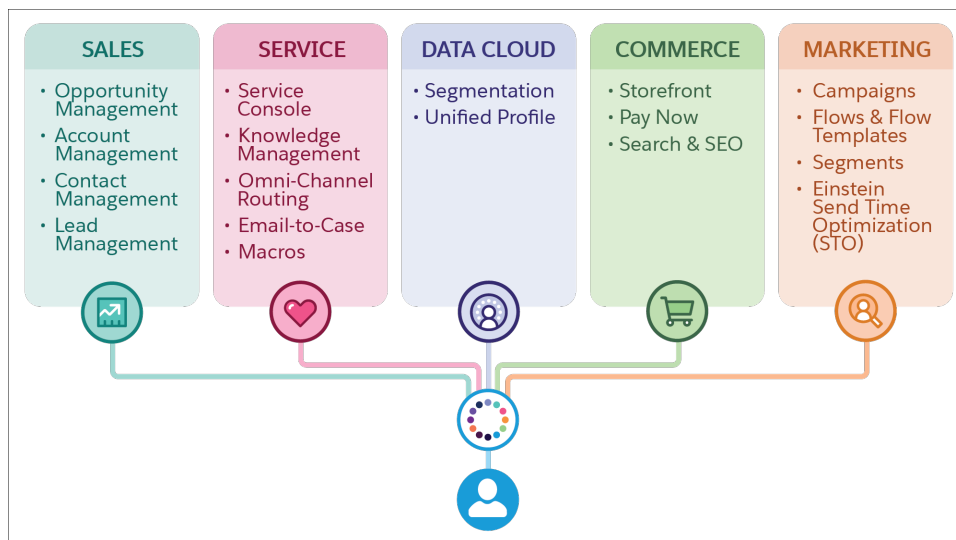 SALES
• Opportunity
Management
• Account
Management
• Contact
Management
• Lead
Management
SERVICE
• Service
Console
• Knowledge
Management
• Omni-Channel
Routing
• Email-to-Case
• Macros
DATA CLOUD
• Segmentation
• Unified Profile
COMMERCE
• Storefront
• Pay Now
• Search & SEO
MARKETING
• Campaigns
• Flows & Flow
Templates
• Segments
• Einstein
Send Time
Optimization
(STO)